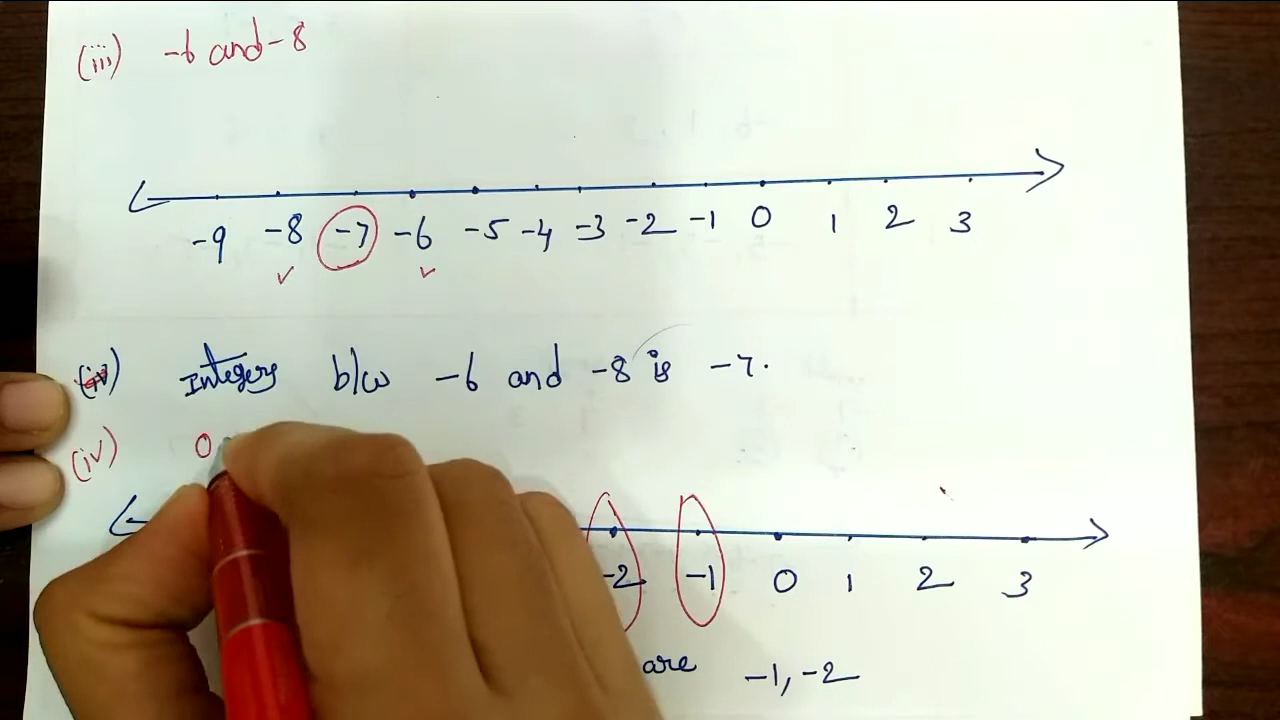 (iii) -6 and -8
-9 -8 -7 -6 -5 -4 -3 -2 -1 0 1 2 3
(iv) Integers b/w -6 and -8 is -7.
(iv) 0
-2 -1 0 1 2 3
are -1, -2